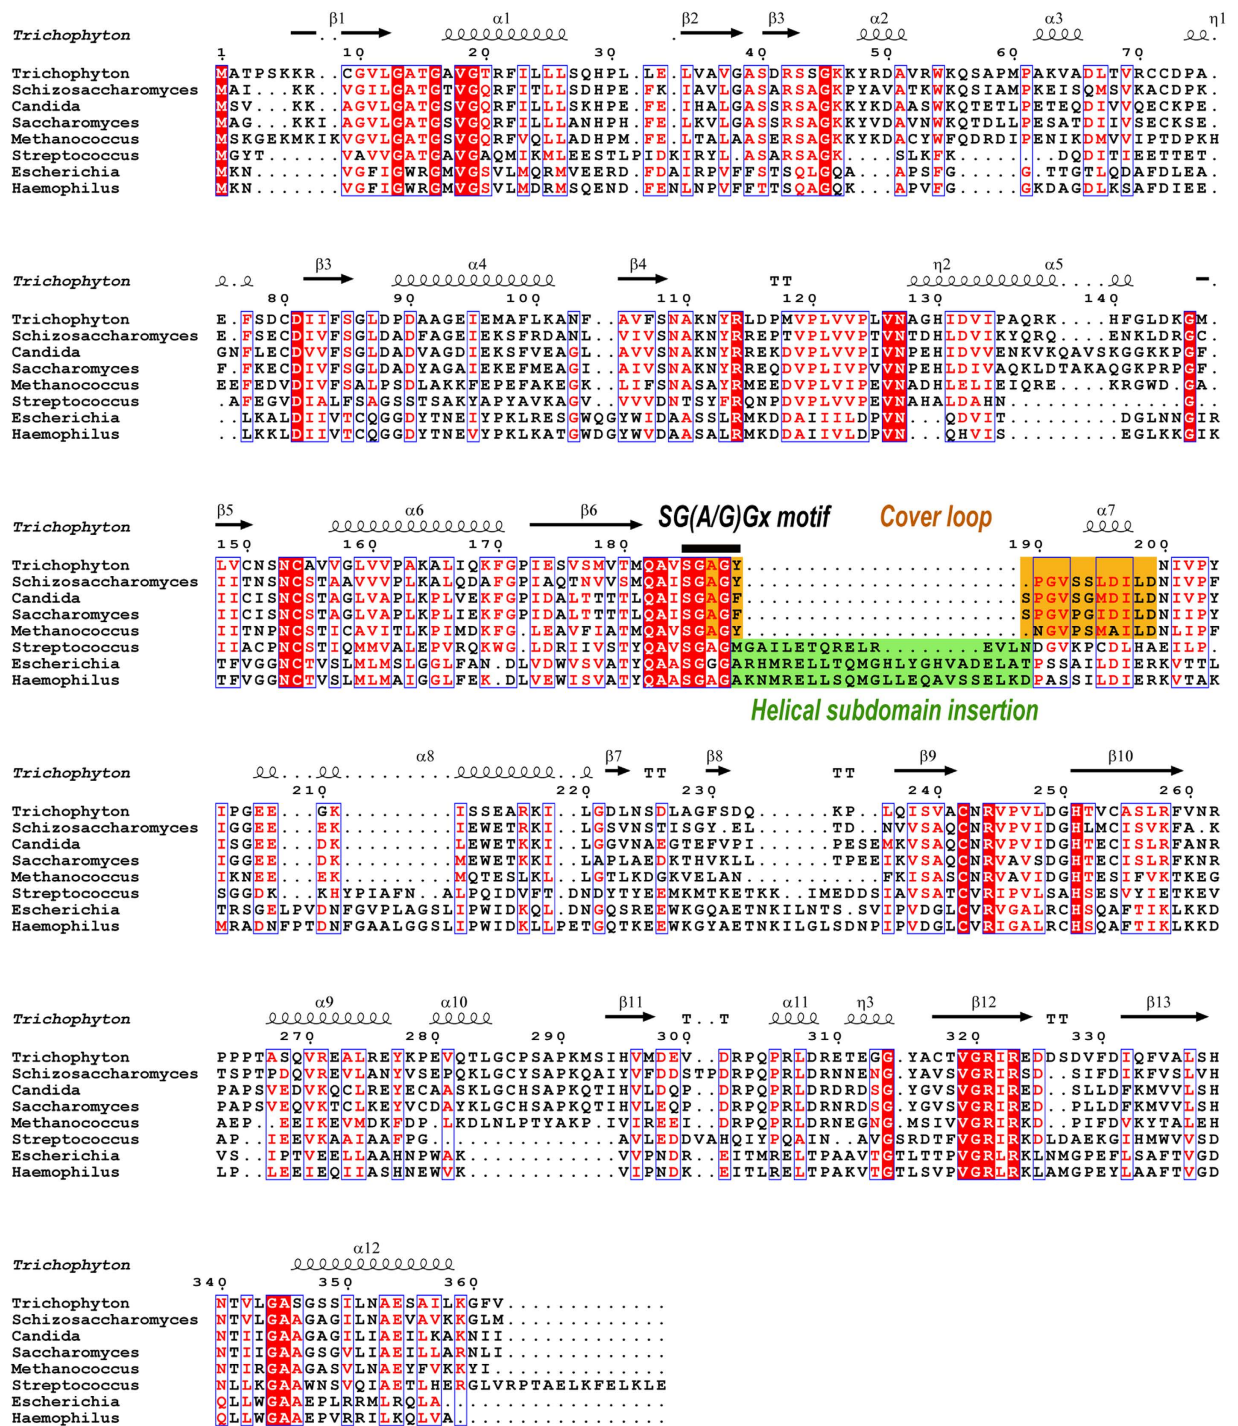 β1 α1 β2 β3 α2 α3 η1
Trichophyton
1 10 20 30 40 50 60 70
Trichophyton MATPSKKR..CGVLGATGAVGTRFILLLSQHPL.LE.LVAVGASDRSSGKKYRDAVRWKQSAPMPAKVADLTVRCCDPA.
Schizosaccharomyces MAI...KK..VGILGATGTVGQRFITLLSDHPE.FK.IAVLGASARSAGKPYAVATKWKQSIAMPKEISQMSVKACDPK.
Candida MSV...KK..AGVLGATGSVGQRFILLLSKHPE.FE.IHALGASSRSAGKKYKDAASWKQTETLPETEQDIVVQECKPE.
Saccharomyces MAG...KKI.AGVLGATGSVGQRFILLLANHPH.FE.LKVLGASSRSAGKKYVDAVNWKQTDLLPESATDIIVSECKSE.
Methanococcus MSKGEKMKIKVGVLGATGSVGQRFVQLLADHPM.FE.LTALAASERSAGKKYKDACYWFQDRDIPENIKDMVVIPTDPKH
Streptococcus MGYT......VAVVGATGAVGAQMIKMLEESTLPIDKIRYL.ASARSAGK....SLKFK......DQDITIEETTET.
Escherichia MKN.......VGFIGWRGMVGSVLMQRMVEERD.FDAIRPVFFSTSQLGQA...APSFG.....G.TTGTLQDAFDLEA.
Haemophilus MKN.......VGFIGWRGMVGSVLMDRMSQEND.FENLNPVFFTTSQAGQK...APVFG.....GKDAGDLKSAFDIEE.
β3 α4 β4 TT η2 α5
Trichophyton
80 90 100 110 120 130 140
Trichophyton E.FSDCDIVFSGLDPDAAGEIEMAFLKANF..AVFSNAKNYRLDPMVPLVVPLVNAGHIDVIPAQRK....HFGLDKGM.
Schizosaccharomyces E.FSECDIVFSGLDADFAGEIEKSFRDANL..VIVSNAKNYRREPTVPLVVPTVNTDHLDVIKYQRQ....ENKLDRGC.
Candida GNFLECDVVFSGLDADVAGDIEKSFVEAGL..AVVSNAKNYRREKDVPLVVPIVNPEHIDVVENKVKQAVSKGGKKPGF.
Saccharomyces F.FKECDIVFSGLDADYAGAIEKEFMEAGI..AIVSNAKNYRREQDVPLIVPVVNPEHLDIVAQKLDTAKAQGKPRPGF.
Methanococcus EEFEDVDIVFSALPSDLAKKFEPEFAKEGK..LIFSNASAYRMEEDVPLVIPEVNADHLELIEIQRE....KRGWD.GA.
Streptococcus .AFEGVDIALFSAGSSTSAKYAPYAVKAGV..VVVDNTSYFRQNPDVPLVVPEVNAHALDAHN..............G..
Escherichia ..LKALDIIVTCQGGDYTNEIYPKLRESGWQGYWIDAASSLRMKDDAIIILDPVN..QDVIT.........DGLNNGIR
Haemophilus ..LKKLDIIVTCQGGDYTNEVYPKLKATGWDGYWVDAASALRMKDDAIIVLDPVN..QHVIS.........EGLKKGIK
β5 α6 β6 SG(A/G)Gx motif Cover loop α7
Trichophyton
150 160 170 180 190 200
Trichophyton LVCNSNCAVVGLVVPAKALIQKFGPIESVSMVTMQAVSGAGY.......................PGVSSLDILDNIVPY
Schizosaccharomyces IITNSNCSTAAVVVPLKALIQKFGPIAQTNVVSMQAISGAGY.......................PGVSSLDILDNIVPF
Candida IICISNCSTAGLVAPLKPLVEKFGPIDALTTTTLQAISGAGF......................SPGVSGMDILDNIVPY
Saccharomyces IICISNCSTAGLVAPLKPLIEKFGPIDALTTTTLQAISGAGF......................SPGVPGIDILDNIIPY
Methanococcus IITNPNCSTICAVITLKPIMDKFG.LEAVFIATMQAVSGAGY.......................NGVPSMAILDNLIPF
Streptococcus IIACPNCSTIQMMVALEPVRQKWG.LDRIIVSTYQAVSGAGMGAILETQRELR........EVLNDGVKPCDLHAEILP.
Escherichia TFVGGNCTVSLMLMSLGGLFAN.DLVDWVSVATYQAASGGGARHMRELLTQMGHLYGHVADELATPSSAILDIERKVTTL
Haemophilus TFVGGNCTVSLMLMAIGGLFEK.DLVEWISVATYQAASGAGAKNMRELLSQMGLLEQAVSSELKDPASSILDIERKVTAK
Helical subdomain insertion
α8 β7 TT β8 TT β9 β10
Trichophyton
210 220 230 240 250 260
Trichophyton IPGEE...GK.........ISSEARKI..LGDLNSDLAGFSDQ......KP..LQISVACNRVPVLDGHTVCASLRFVNR
Schizosaccharomyces IGGEE...EK.........IEWETRKI..LGSVNSTISGY.EL......TD..NVVSAQCNRVPVIDGHLMCISVKFA.K
Candida IGGEE...EK.........LEWETKKI..LGGVNAEGTEFVPI.....PESEMKVSAQCNRVPVIDGHTECISLRFANR
Saccharomyces IGGEE...DK.........MEWETKKI..LAPLAEDKTHVKLL.....TPEEIKVSAQCNRVAVSDGHTECISLRFKNR
Methanococcus IKNEE...EK.........MQTESLKL..LGTLKDGKVELAN..........FKISASCNRVAVIDGHTESIFVKTKEG
Streptococcus SGGDK...KHYPIAFN..ALPQIDVFT.DNDYTYEEMKMTKETKK..IMEDDSIAVSATCVRIPVLSAHSESVYIETKEV
Escherichia TRSGELPVDNFGVPLAGSLIPWIDKQL.DNGQSREEWKGQAETNKILNTS.SVIPVDGLCVRVGALRCHSQAFTIKLKKD
Haemophilus MRADNFPTDNFGAALGGSLIPWIDKLLPETGQTKEEWKGYAETNKILGLSDNPIPVDGLCVRIGALRCHSQAFTIKLKKD
α9 α10 β11 T..T α11 η3 β12 TT β13
Trichophyton
270 280 290 300 310 320 330
Trichophyton PPPTASQVREALREYKPEVQTLGCPSAPKMSIHVMDEV..DRPQPRLDRETEGG.YACTVGRIREDDSDVFDIQFVALSH
Schizosaccharomyces TSPTPDQVREVLANYVSEPQKLGCYSAPKQAIYVFDDSTPDRPQPRLDRNNENG.YAVSVGRIRED..SIFDIKFVSLVH
Candida PAPSVEDVKQCLREYECAASKLGCHSAPKQTIHVLDQP..DRPQPRLDRDRDSG.YGVSVGRIRED..SLLDFKMVVLSH
Saccharomyces PAPSVEQVKTCLKEYVCDAYKLGCHSAPKQTIHVLEQP..DRPQPRLDRNRDSG.YGVSVGRIRED..PLLDFKMVVLSH
Methanococcus AEP..EEIKEVMDKFDP.LKDLNLPTYAKP.IVIREEI..DRPQPRLDRNEGNG.MSIVVGRIRKD..PIFDVKYTALEH
Streptococcus AP..IEEVKAAIAAFPG...............AVLEDDVAHQIYPQAIN..AVGSRDTFVGRIRKDLDAEKGIHMWVVSD
Escherichia VS..IPTVEELLAAHNPWAK............VVPNDR..EITMRELTPAAVTGTLTTPVGRLRKLNMGPEFLSAFTVGD
Haemophilus LP..LEEIEQIIASHNEWVK............VIPNDK..EITLRELTPAKVTGTLSVPVGRLRKLAMGPEYLAAFTVGD
α12
Trichophyton
340 350 360
Trichophyton NTVLGASGSSILNAESAILKGFV.............
Schizosaccharomyces NTVLGAAGAGILNAEVAVKKGLM.............
Candida NTIIGAAGAGILIAEILKAKNII.............
Saccharomyces NTIIGAAGSGVLIAEILLARNLI.............
Methanococcus NTIRGAAGASVLNAEYFVKKYI..............
Streptococcus NLLKGAAWNSVQIAETLHERGLVRPTAELKFELKLE
Escherichia QLLWGAAEPLRRMLRQLA..................
Haemophilus QLLWGAAEPVRRILKQLVA.................